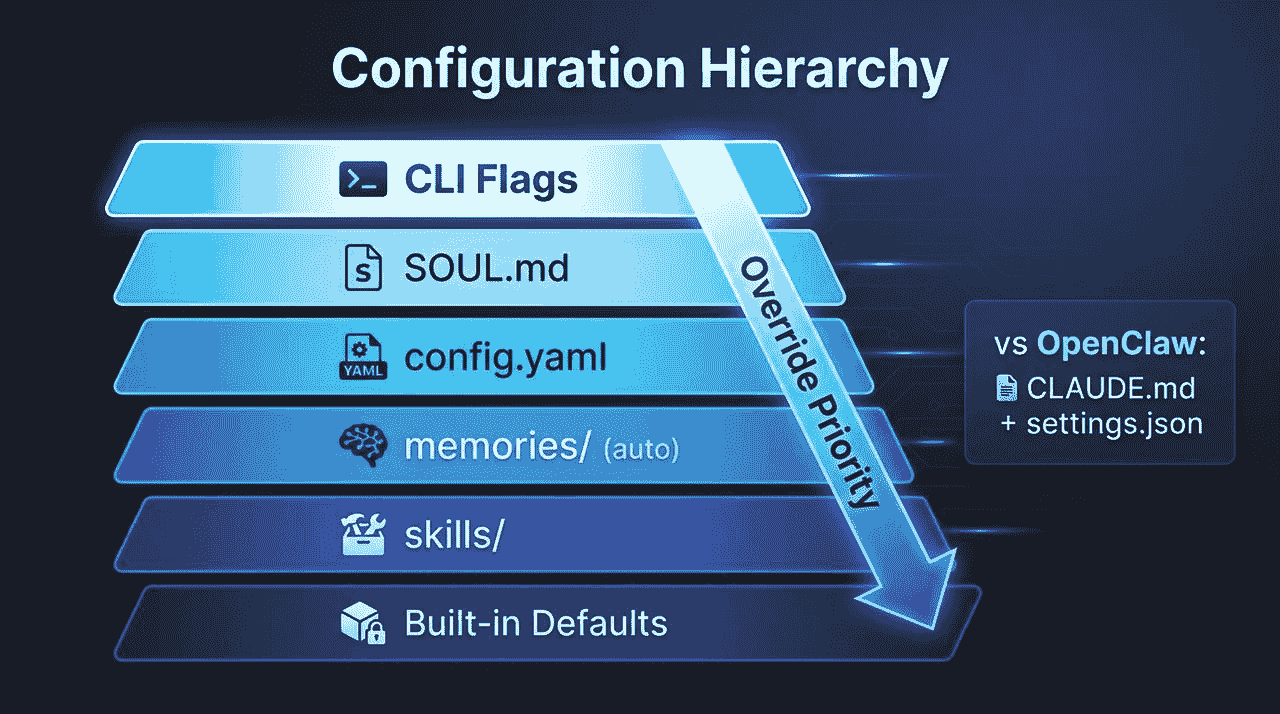 Configuration Hierarchy
>_ CLI Flags
S SOUL.md
YAML config.yaml
memories/ (auto)
skills/
Built-in Defaults
Override Priority
vs OpenClaw:
CLAUDE.md
+ settings.json